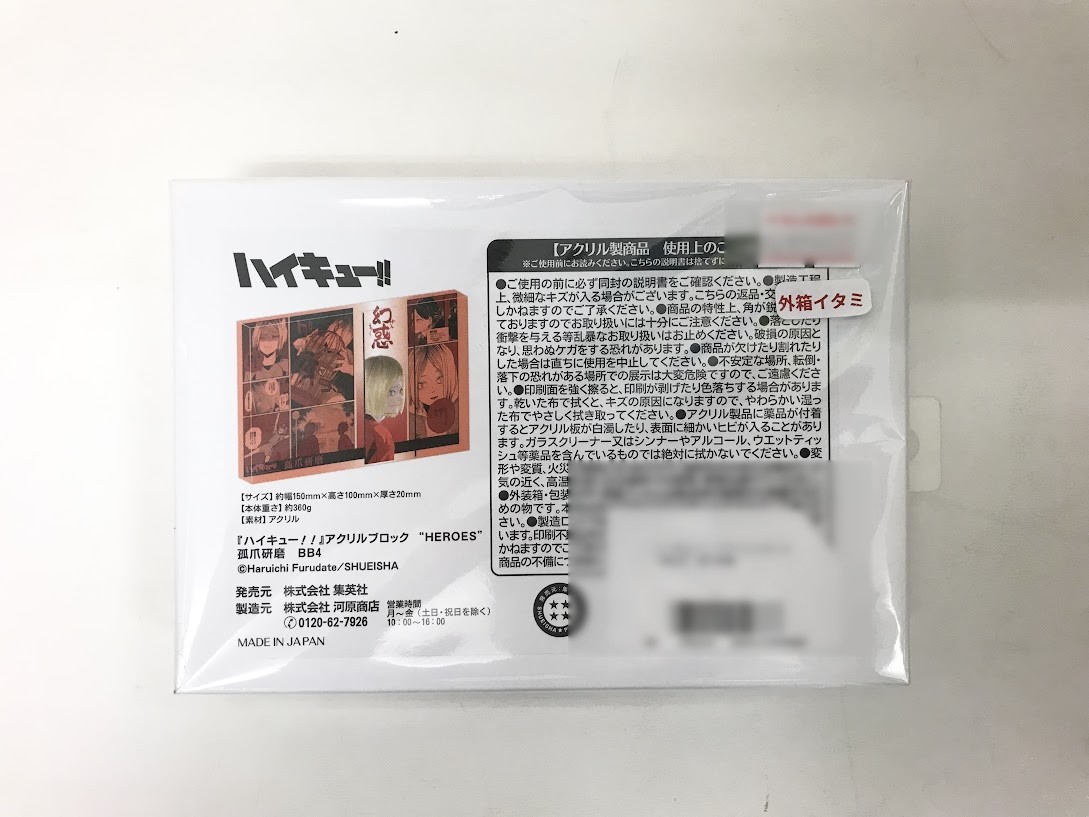 ハイキュー!!
幻惑
孤爪研磨
【サイズ】約幅150mm×高さ100mm×厚さ20mm
【本体重さ】約360g
【素材】アクリル
『ハイキュー！！』アクリルブロック “HEROES”
孤爪研磨 BB4
©Haruichi Furudate/SHUEISHA
発売元 株式会社 集英社
製造元 株式会社 河原商店
営業時間
月～金（土日・祝日を除く）
10：00～16：00
✆0120-62-7926
MADE IN JAPAN
【アクリル製商品 使用上のご
※ご使用前にお読みください。こちらの説明書は捨てずに
●ご使用の前に必ず同封の説明書をご確認ください。●製造工程
上、微細なキズが入る場合がございます。こちらの返品・交
しかねますのでご了承ください。●商品の特性上、角が鋭
ておりますのでお取り扱いには十分にご注意ください。●落としたり
衝撃を与える等乱暴なお取り扱いはお止めください。破損の原因と
なり、思わぬケガをする恐れがあります。●商品が欠けたり割れたり
した場合は直ちに使用を中止してください。●不安定な場所、転倒・
落下の恐れがある場所での展示は大変危険ですので、ご遠慮くださ
い。●印刷面を強く擦ると、印刷が剥げたり色落ちする場合がありま
す。乾いた布で拭くと、キズの原因になりますので、やわらかい湿っ
た布でやさしく拭き取ってください。●アクリル製品に薬品が付着
するとアクリル板が白濁したり、表面に細かいヒビが入ることがあり
ます。ガラスクリーナー又はシンナーやアルコール、ウエットティッ
シュ等薬品を含んでいるものでは絶対に拭かないでください。●変
形や変質、火災
気の近く、高温
●外装箱・包装
めの物です。本
さい。●製造
います。印刷不
かねますのでご
商品の不備に
外箱イタミ